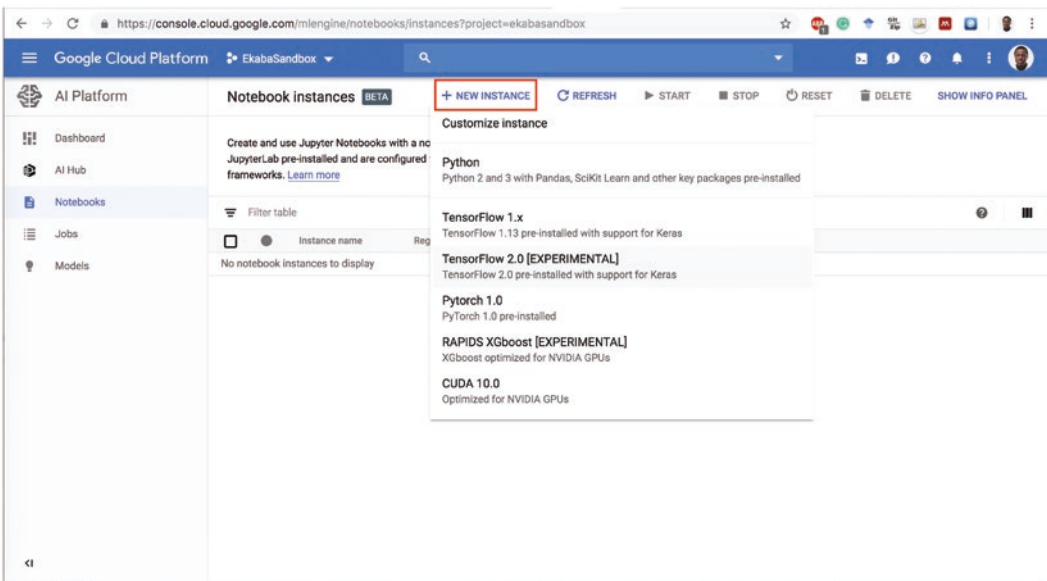 https://console.cloud.google.com/mlengine/notebooks/instances?project=ekabasandbox
Google Cloud Platform
EkabaSandbox
AI Platform
Notebook instances BETA
+ NEW INSTANCE
REFRESH
START
STOP
RESET
DELETE
SHOW INFO PANEL
Dashboard
AI Hub
Notebooks
Jobs
Models
Create and use Jupyter Notebooks with a no
JupyterLab pre-installed and are configured
frameworks. Learn more
Filter table
Instance name
Reg
No notebook instances to display
Customize instance
Python
Python 2 and 3 with Pandas, SciKit Learn and other key packages pre-installed
TensorFlow 1.x
TensorFlow 1.13 pre-installed with support for Keras
TensorFlow 2.0 [EXPERIMENTAL]
TensorFlow 2.0 pre-installed with support for Keras
Pytorch 1.0
PyTorch 1.0 pre-installed
RAPIDS XGboost [EXPERIMENTAL]
XGboost optimized for NVIDIA GPUs
CUDA 10.0
Optimized for NVIDIA GPUs